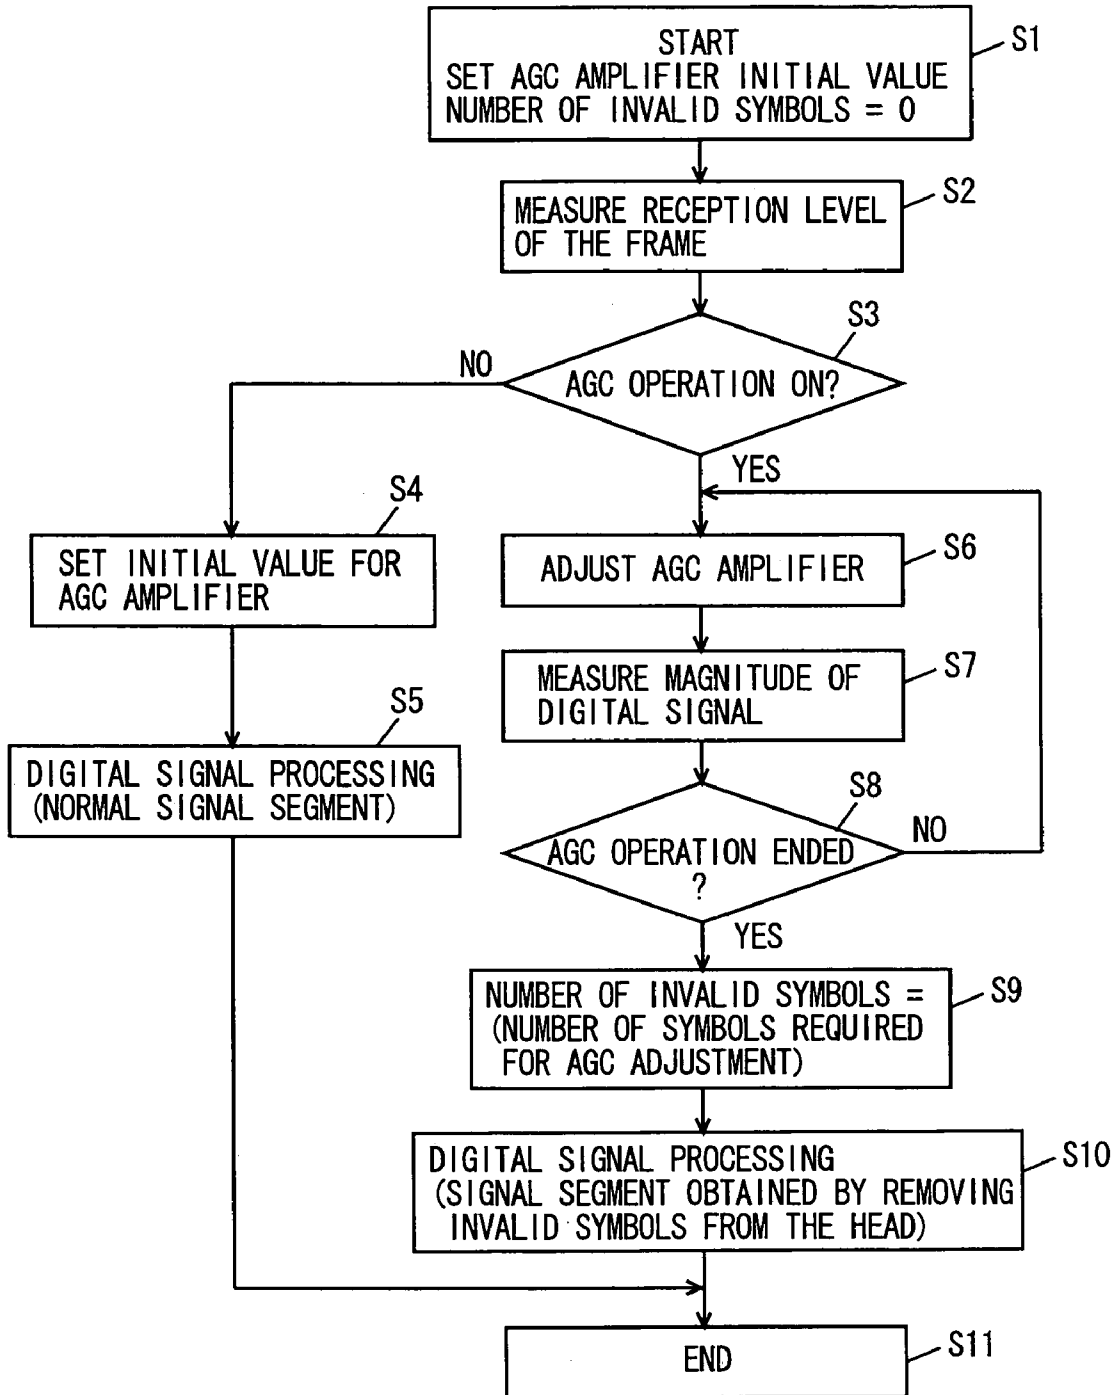 START
SET AGC AMPLIFIER INITIAL VALUE
NUMBER OF INVALID SYMBOLS = 0
S1
MEASURE RECEPTION LEVEL
OF THE FRAME
S2
AGC OPERATION ON?
S3
NO
YES
SET INITIAL VALUE FOR
AGC AMPLIFIER
S4
DIGITAL SIGNAL PROCESSING
(NORMAL SIGNAL SEGMENT)
S5
ADJUST AGC AMPLIFIER
S6
MEASURE MAGNITUDE OF
DIGITAL SIGNAL
S7
AGC OPERATION ENDED
?
S8
NO
YES
NUMBER OF INVALID SYMBOLS =
(NUMBER OF SYMBOLS REQUIRED
FOR AGC ADJUSTMENT)
S9
DIGITAL SIGNAL PROCESSING
(SIGNAL SEGMENT OBTAINED BY REMOVING
INVALID SYMBOLS FROM THE HEAD)
S10
END
S11